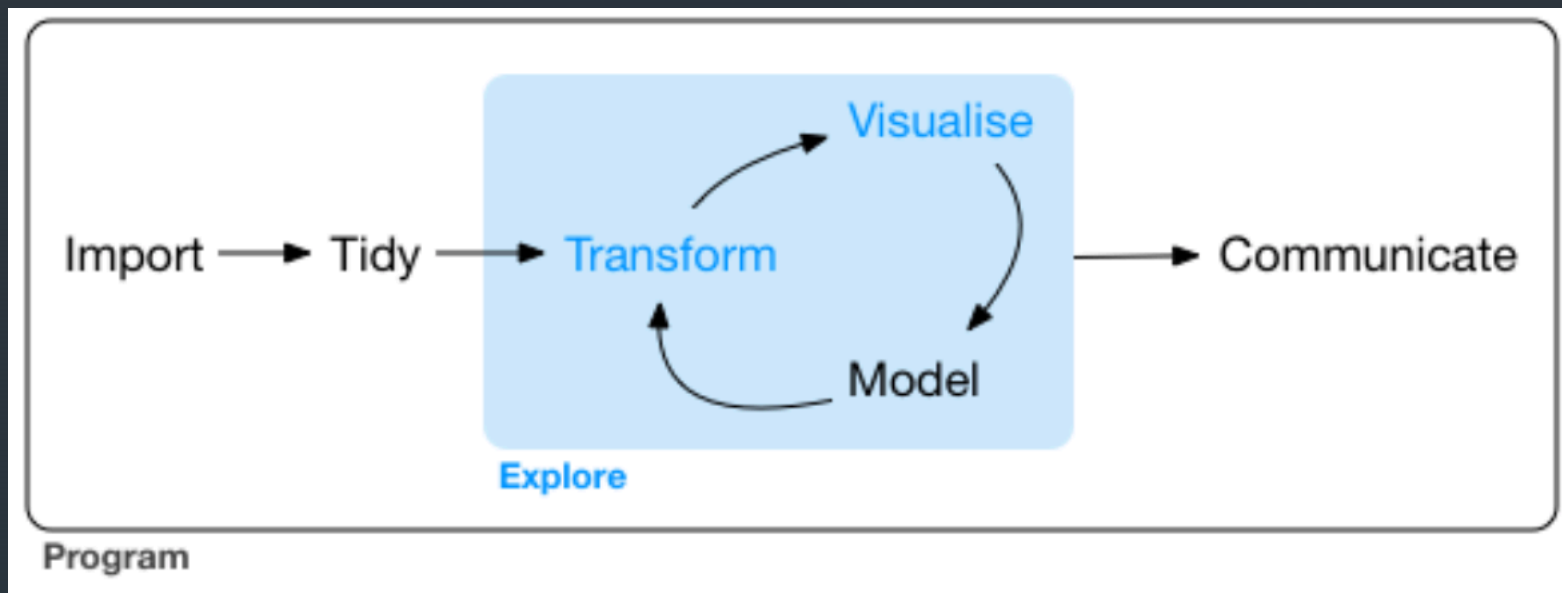 Visualise
Import Tidy Transform Communicate
Model
Explore
Program